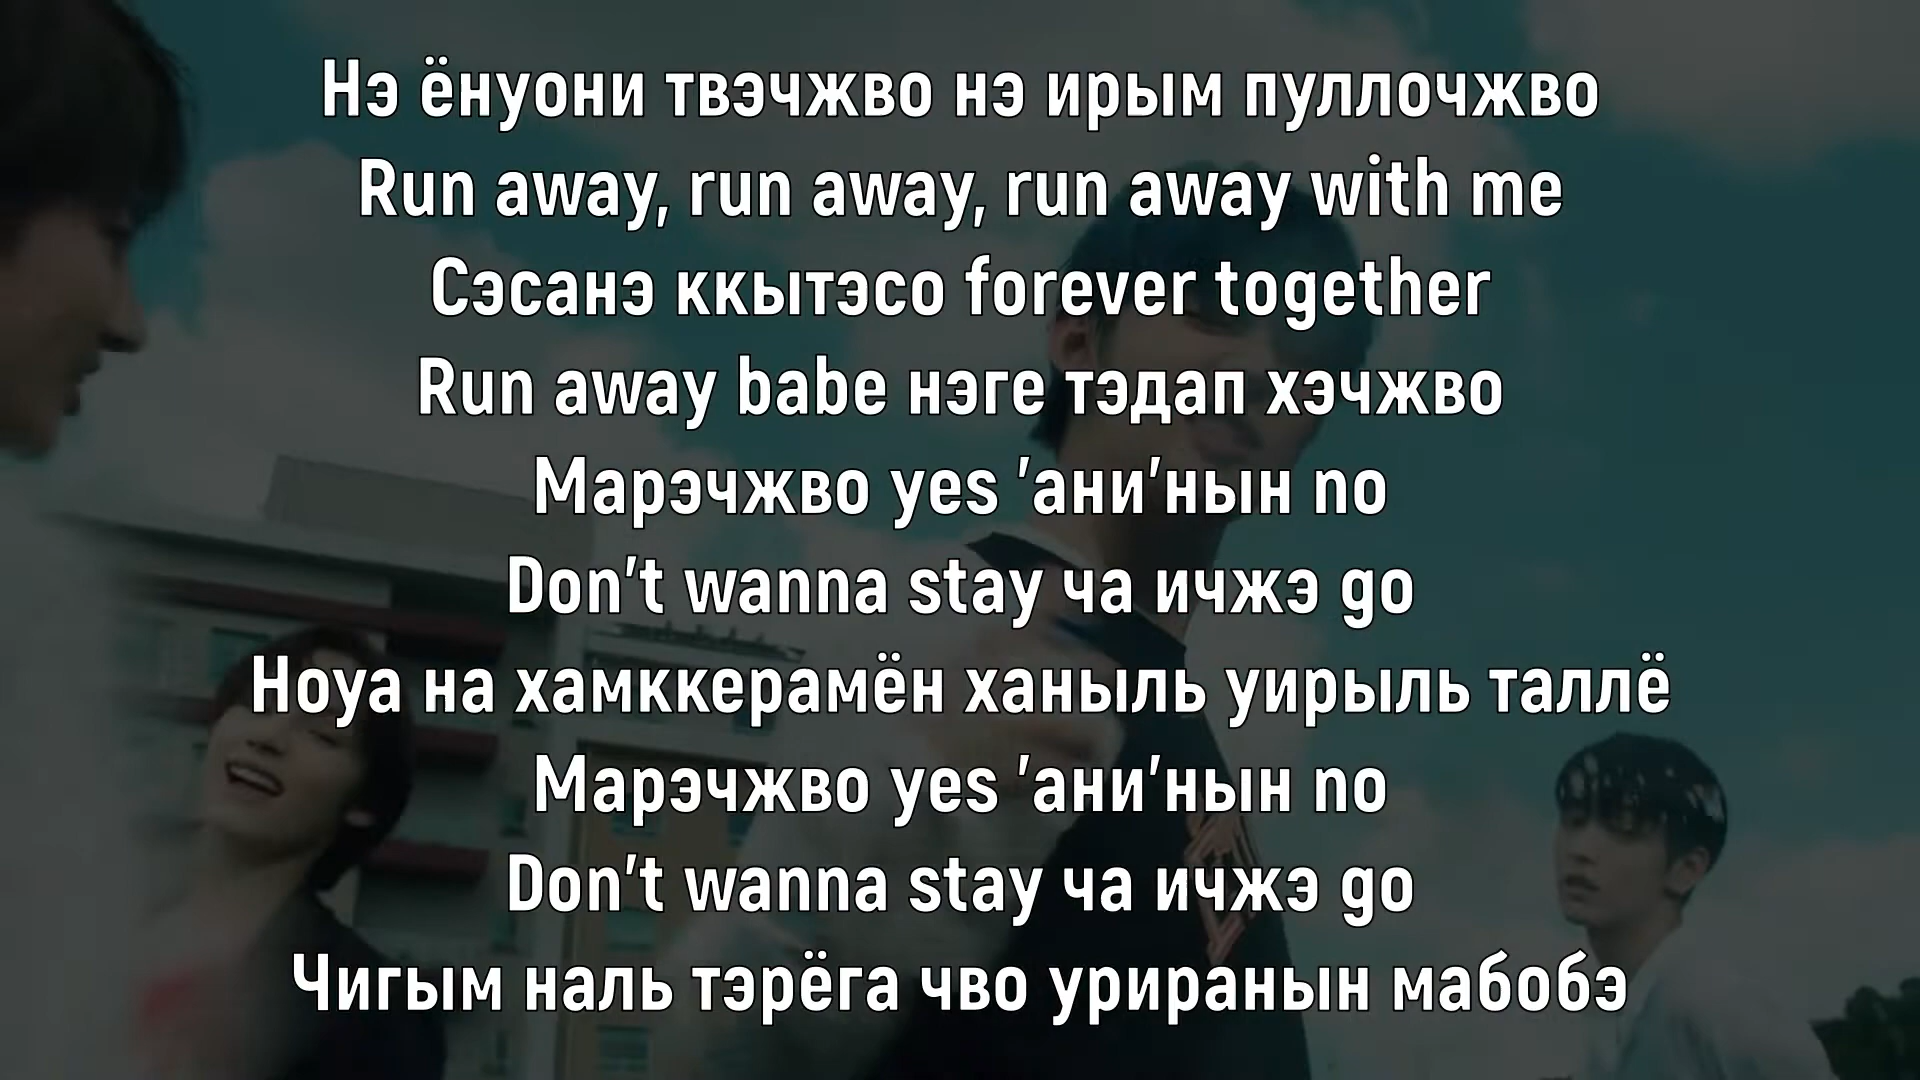 Нэ ёнуони твэчжво нэ ирым пуллочжво
Run away, run away, run away with me
Сэсанэ ккытэсо forever together
Run away babe нэге тэдап хэчжво
Марэчжво yes 'ани'нын no
Don't wanna stay ча ичжэ go
Ноуа на хамккерамён ханыль уирыль таллё
Марэчжво yes 'ани'нын no
Don't wanna stay ча ичжэ go
Чигым наль тэрёга чво уриранын мабобэ